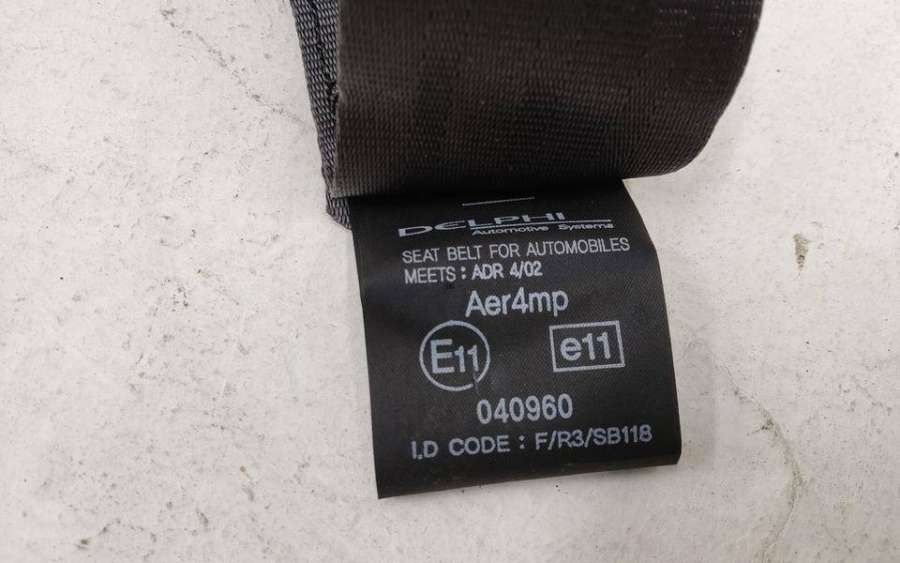 DELPHI
Automotive Systems
SEAT BELT FOR AUTOMOBILES
MEETS : ADR 4/02
Aer4mp
E11 e11
040960
I.D CODE : F/R3/SB118